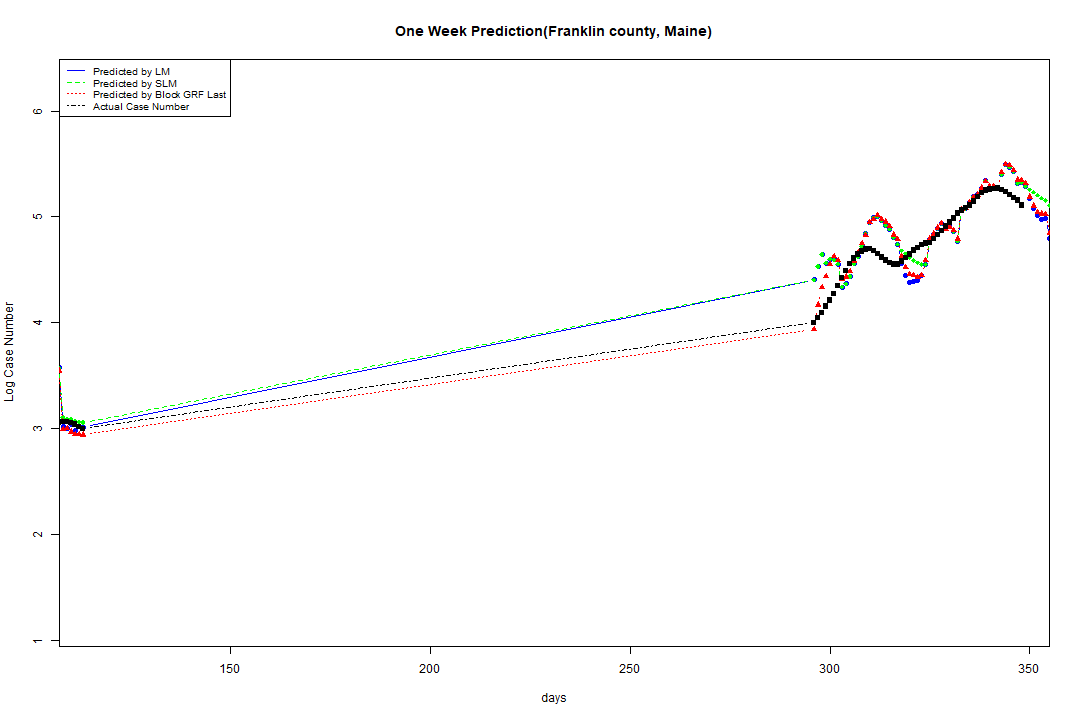 One Week Prediction(Franklin county, Maine)
Predicted by LM
Predicted by SLM
Predicted by Block GRF Last
Actual Case Number
Log Case Number
6
5
4
3
2
1
150 200 250 300 350
days